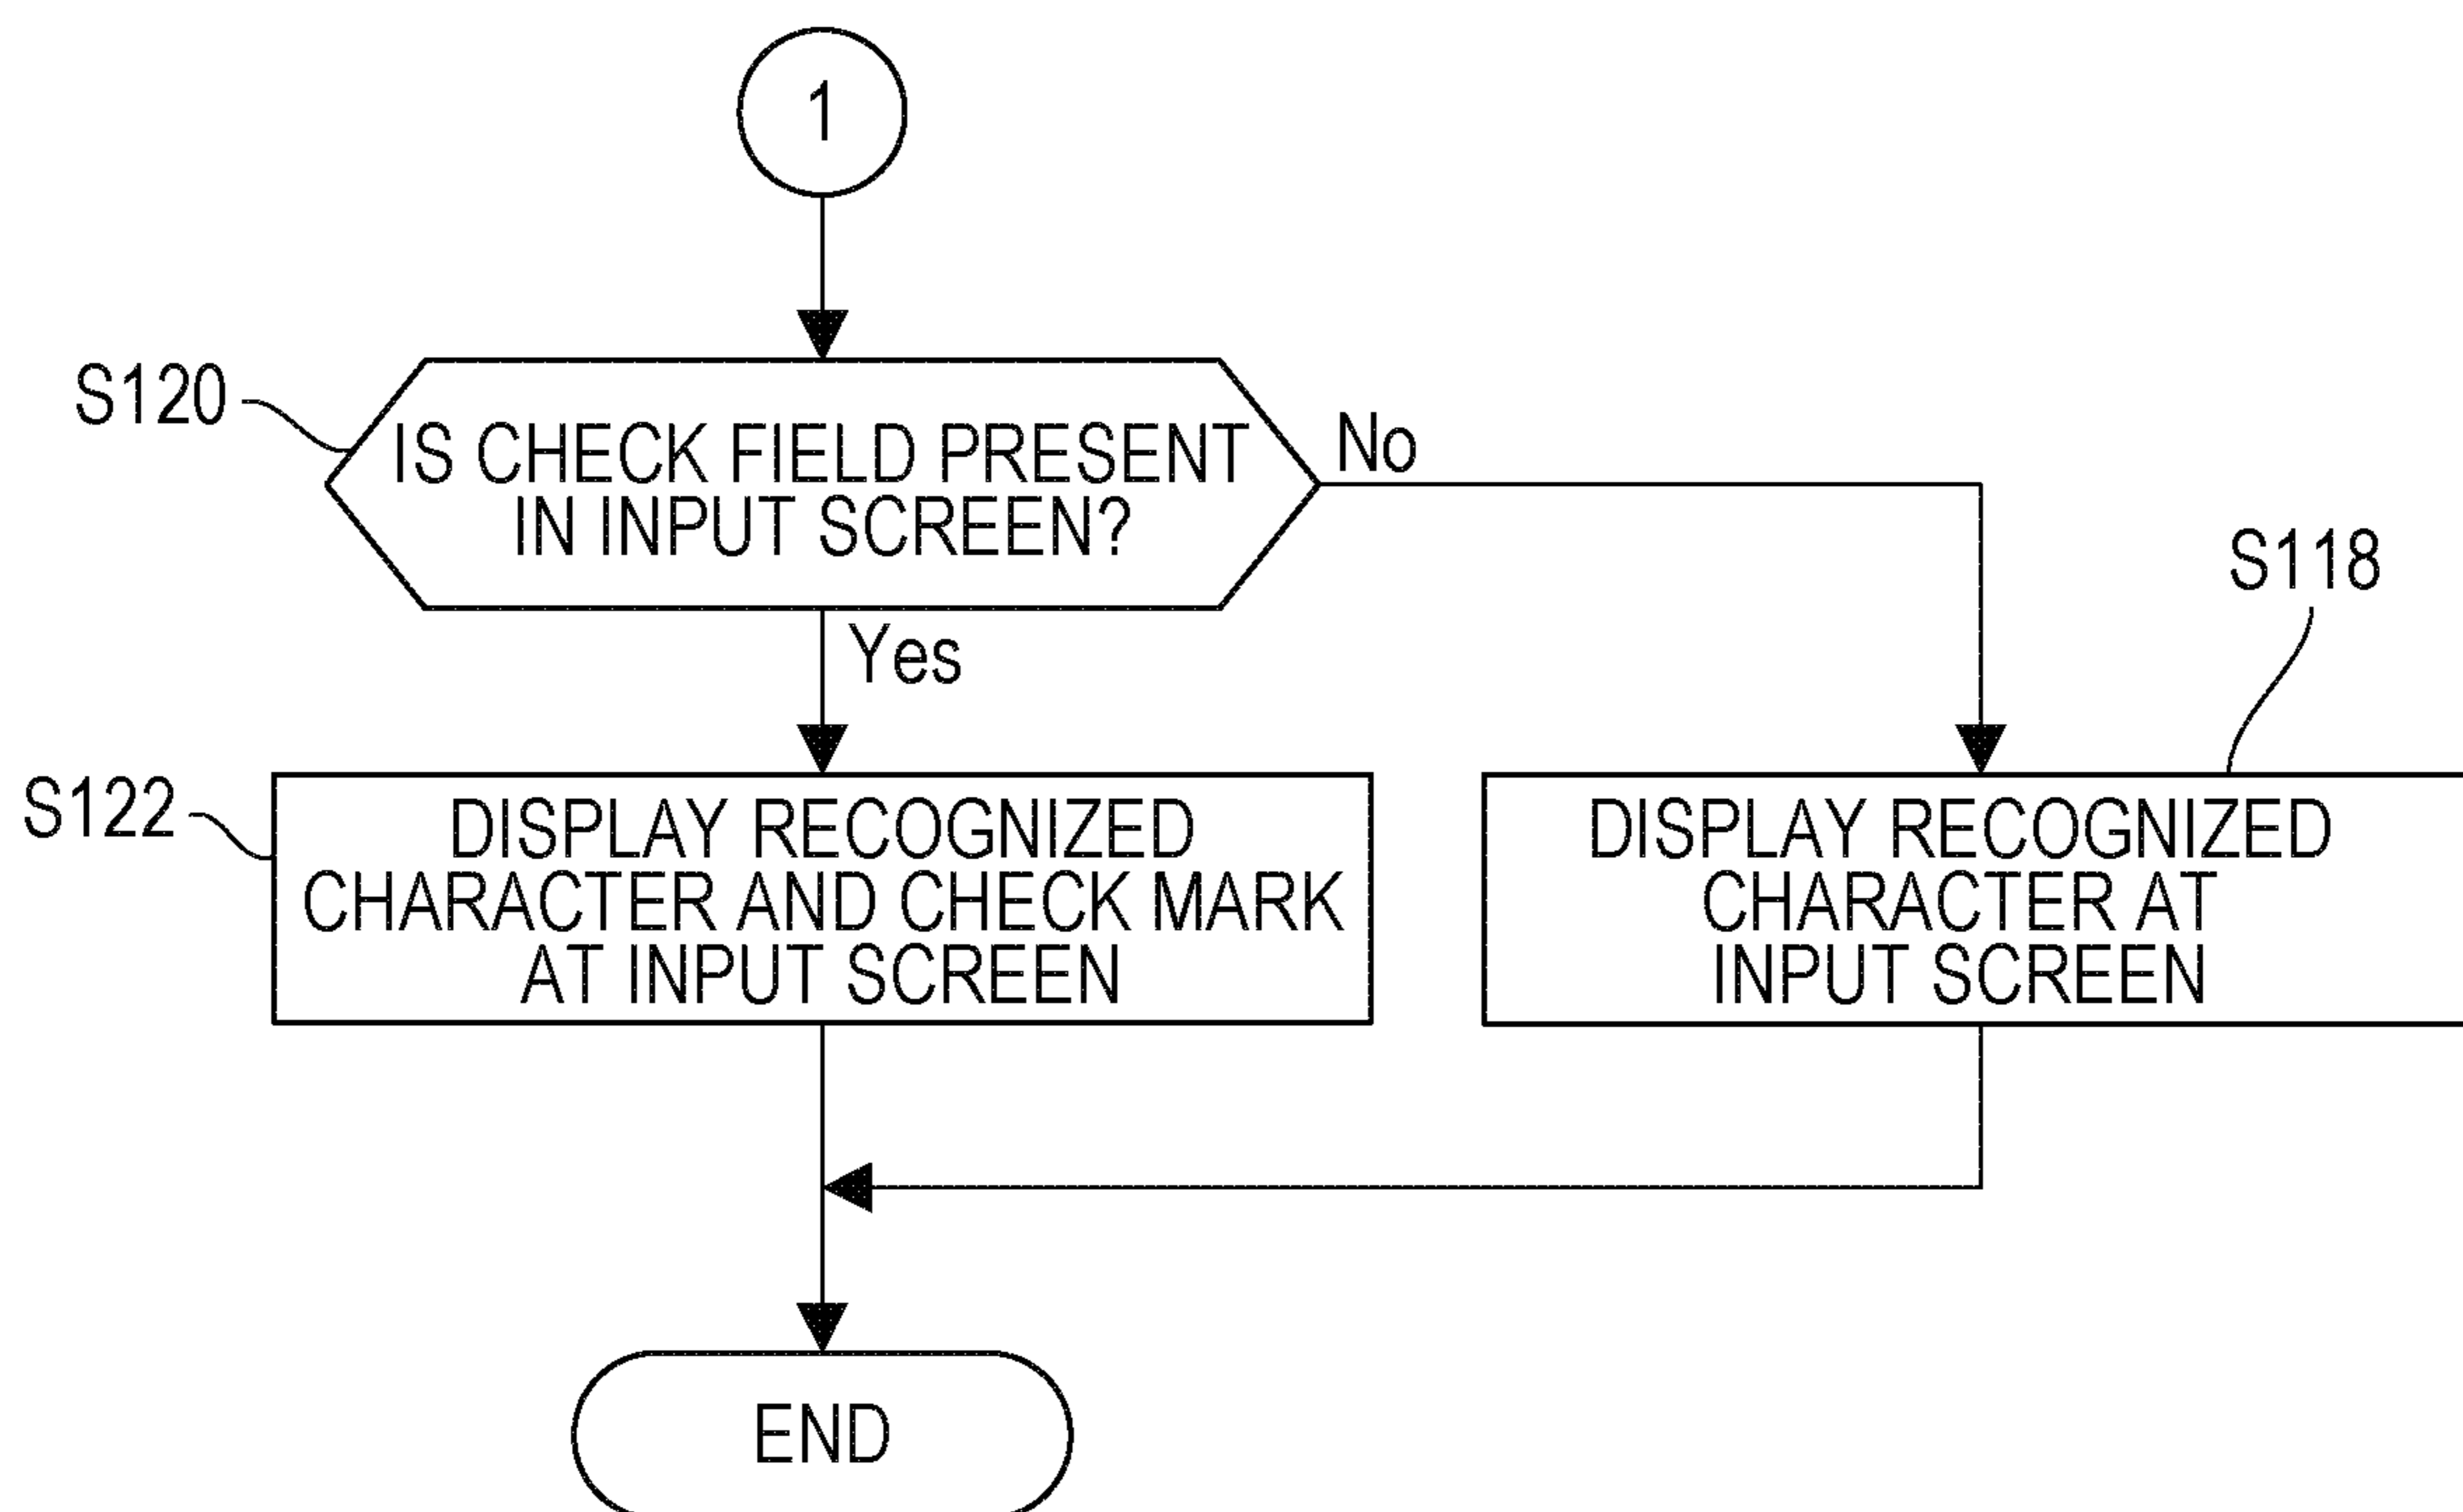 1
S120
IS CHECK FIELD PRESENT
IN INPUT SCREEN?
No
Yes
S118
S122
DISPLAY RECOGNIZED
CHARACTER AND CHECK MARK
AT INPUT SCREEN
DISPLAY RECOGNIZED
CHARACTER AT
INPUT SCREEN
END